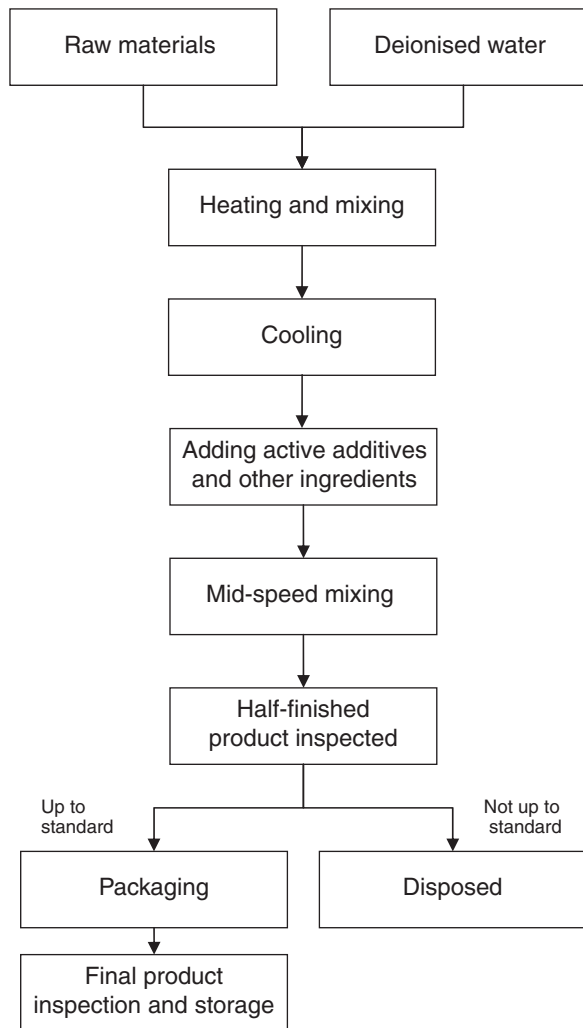 Raw materials
Deionised water
Heating and mixing
Cooling
Adding active additives
and other ingredients
Mid-speed mixing
Half-finished
product inspected
Up to
standard
Not up to
standard
Packaging
Disposed
Final product
inspection and storage